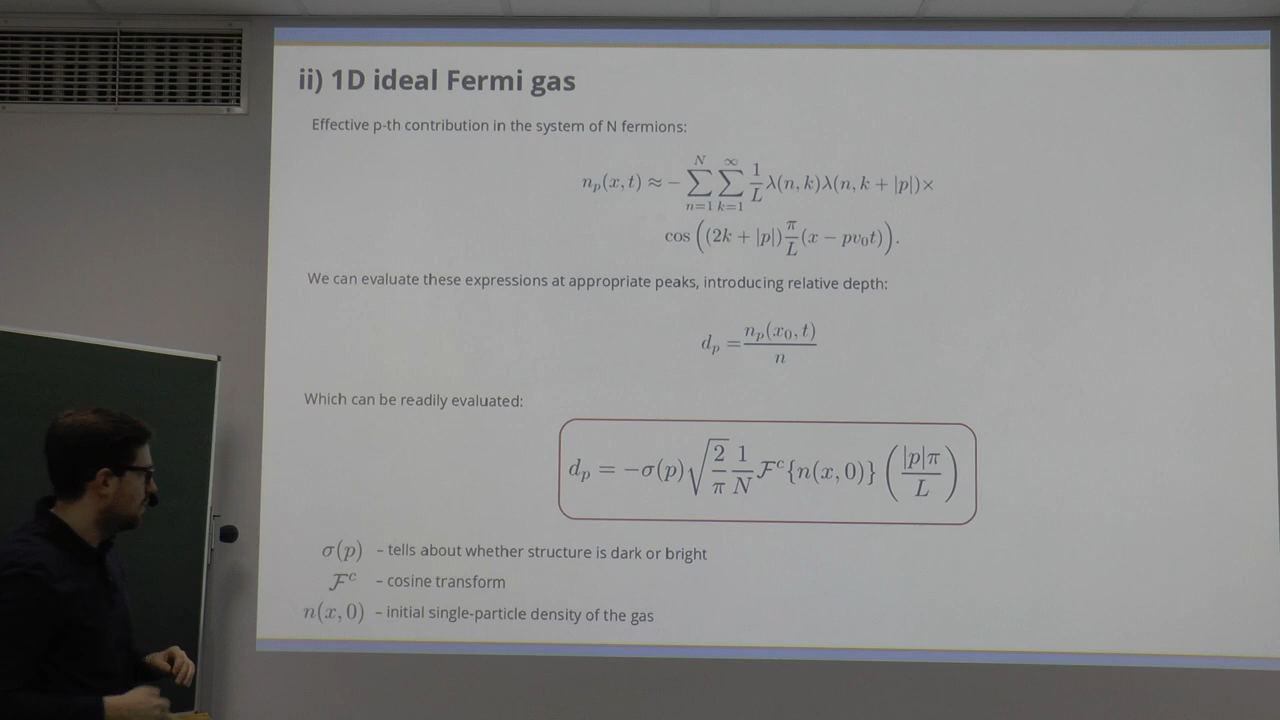 ii) 1D ideal Fermi gas
Effective p-th contribution in the system of N fermions:
n_p(x, t) ≈ − ∑_{n=1}^{N} ∑_{k=1}^{∞} 1/L λ(n, k)λ(n, k + |p|)×
cos((2k + |p|) π/L (x − pv_0t)).
We can evaluate these expressions at appropriate peaks, introducing relative depth:
d_p = n_p(x_0, t)/n
Which can be readily evaluated:
d_p = −σ(p) √(2/π) 1/N ℱ^c{n(x, 0)} (|p|π/L)
σ(p) – tells about whether structure is dark or bright
ℱ^c – cosine transform
n(x, 0) – initial single-particle density of the gas